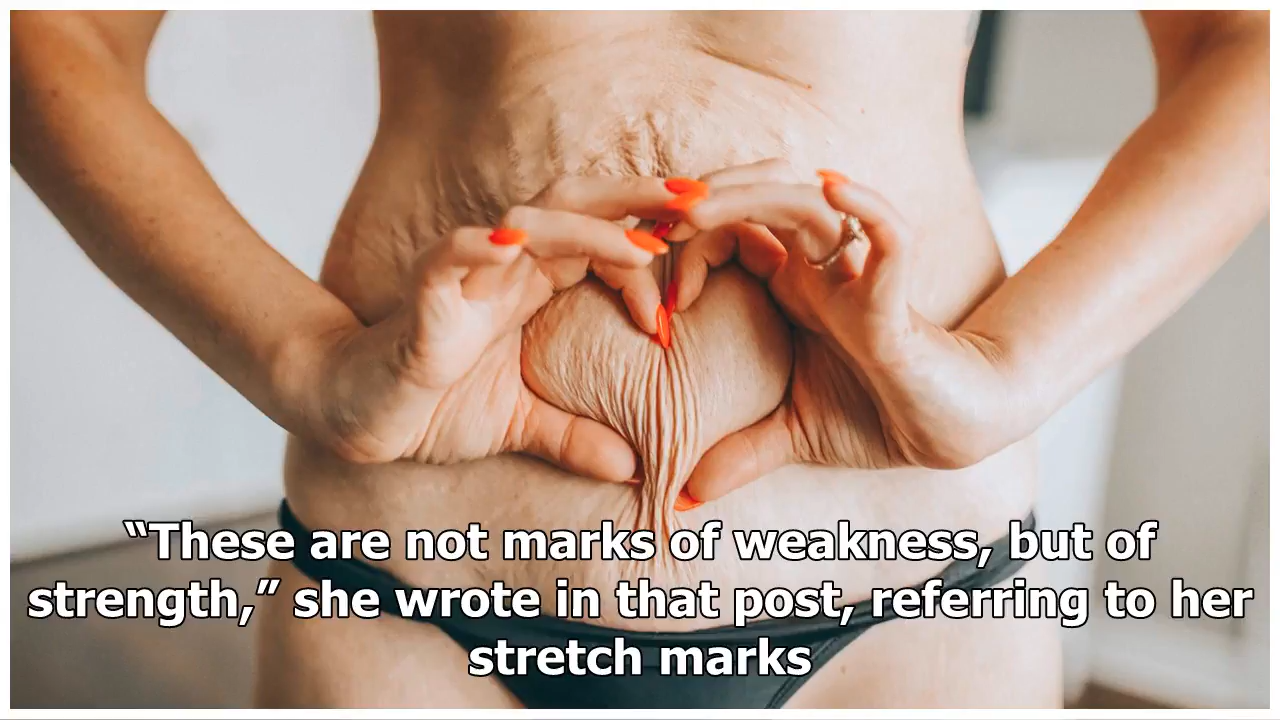 “These are not marks of weakness, but of
strength,” she wrote in that post, referring to her
stretch marks